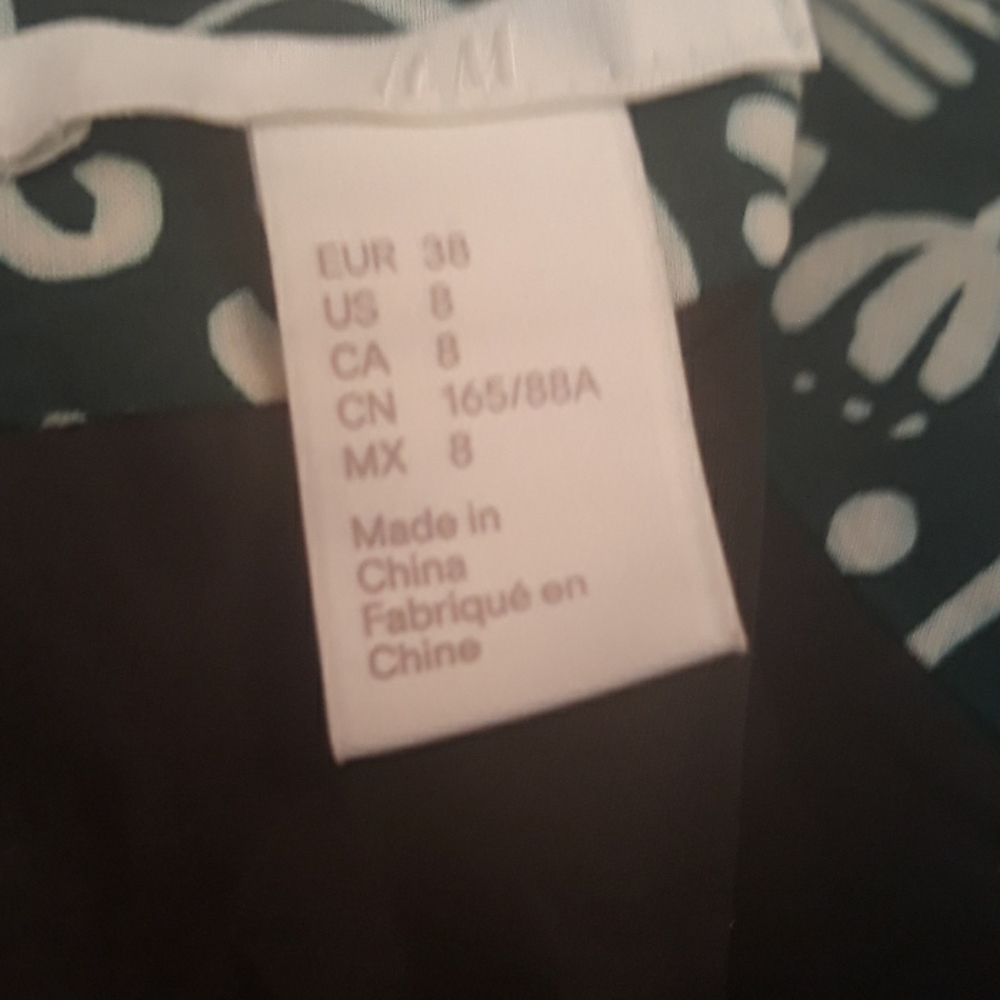 H&M
EUR 38
US 8
CA 8
CN 165/88A
MX 8
Made in
China
Fabriqué en
Chine